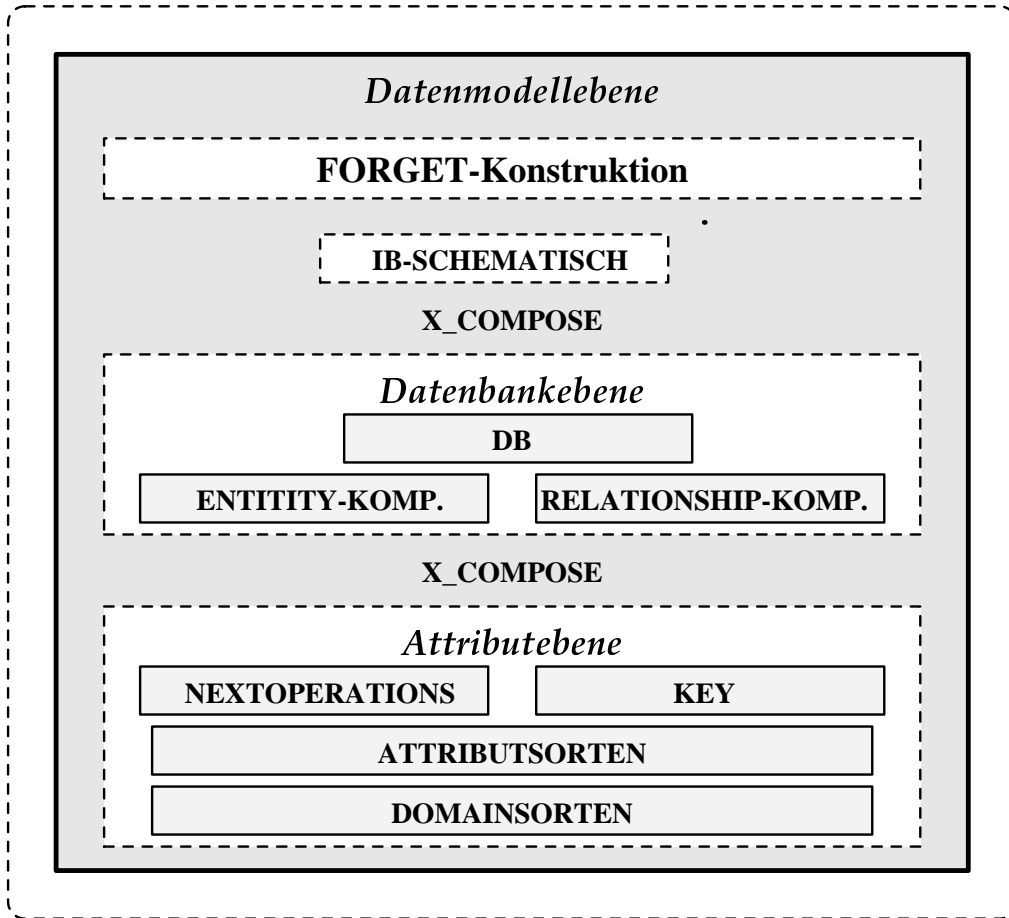 Datenmodellebene
FORGET-Konstruktion
.
IB-SCHEMATISCH
X_COMPOSE
Datenbankebene
DB
ENTITITY-KOMP.
RELATIONSHIP-KOMP.
X_COMPOSE
Attributebene
NEXTOPERATIONS
KEY
ATTRIBUTSORTEN
DOMAINSORTEN